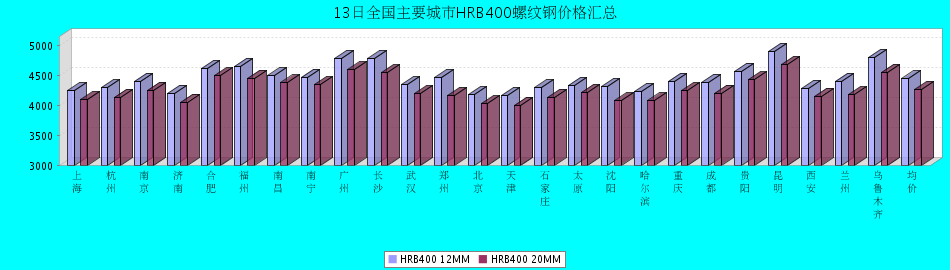 13日全国主要城市HRB400螺纹钢价格汇总
5000
4500
4000
3500
3000
上海 杭州 南京 济南 合肥 福州 南昌 南宁 广州 长沙 武汉 郑州 北京 天津 石家庄 太原 沈阳 哈尔滨 重庆 成都 贵阳 昆明 西安 兰州 乌鲁木齐 均价
HRB400 12MM HRB400 20MM